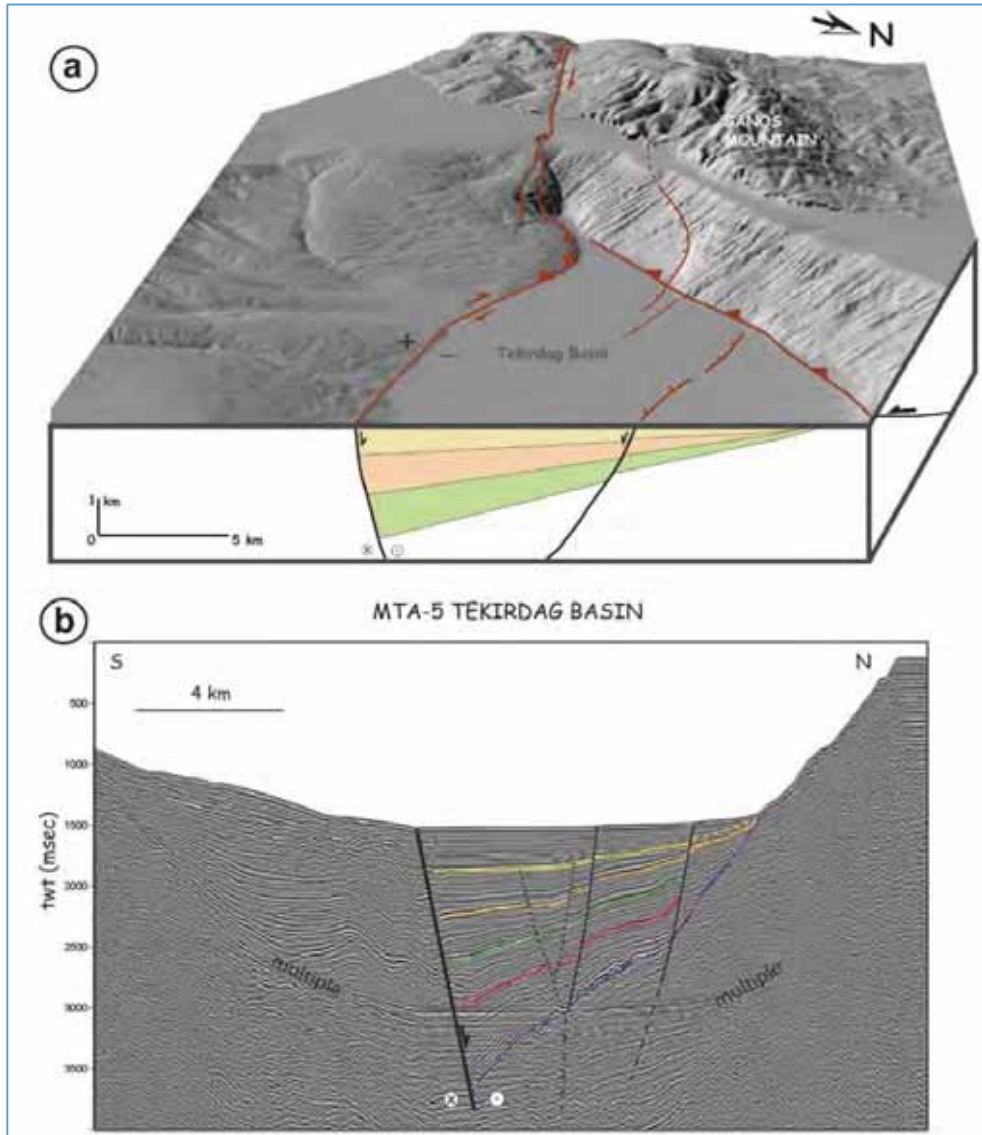 a
N
GANOS
MOUNTAIN
+
–
Tekirdag Basin
1 km
0 5 km
b
MTA-5 TEKIRDAG BASIN
S N
4 km
500
1000
1500
2000
2500
3000
3500
twt (msec)
multiple
multiple